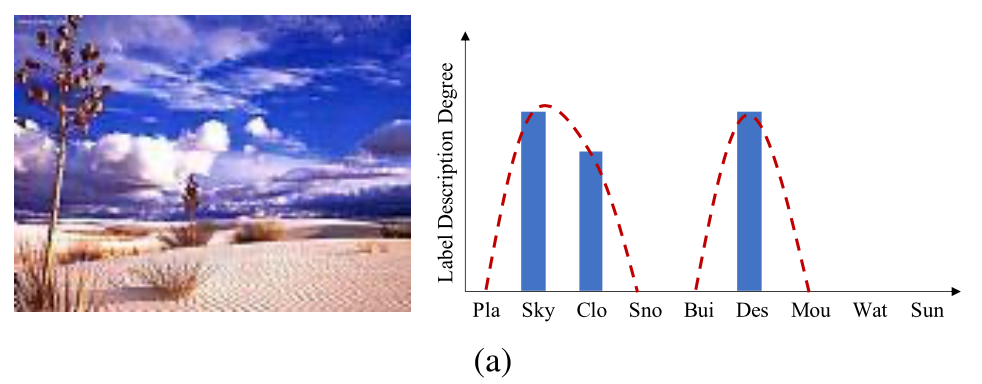 Label Description Degree
Pla Sky Clo Sno Bui Des Mou Wat Sun
(a)